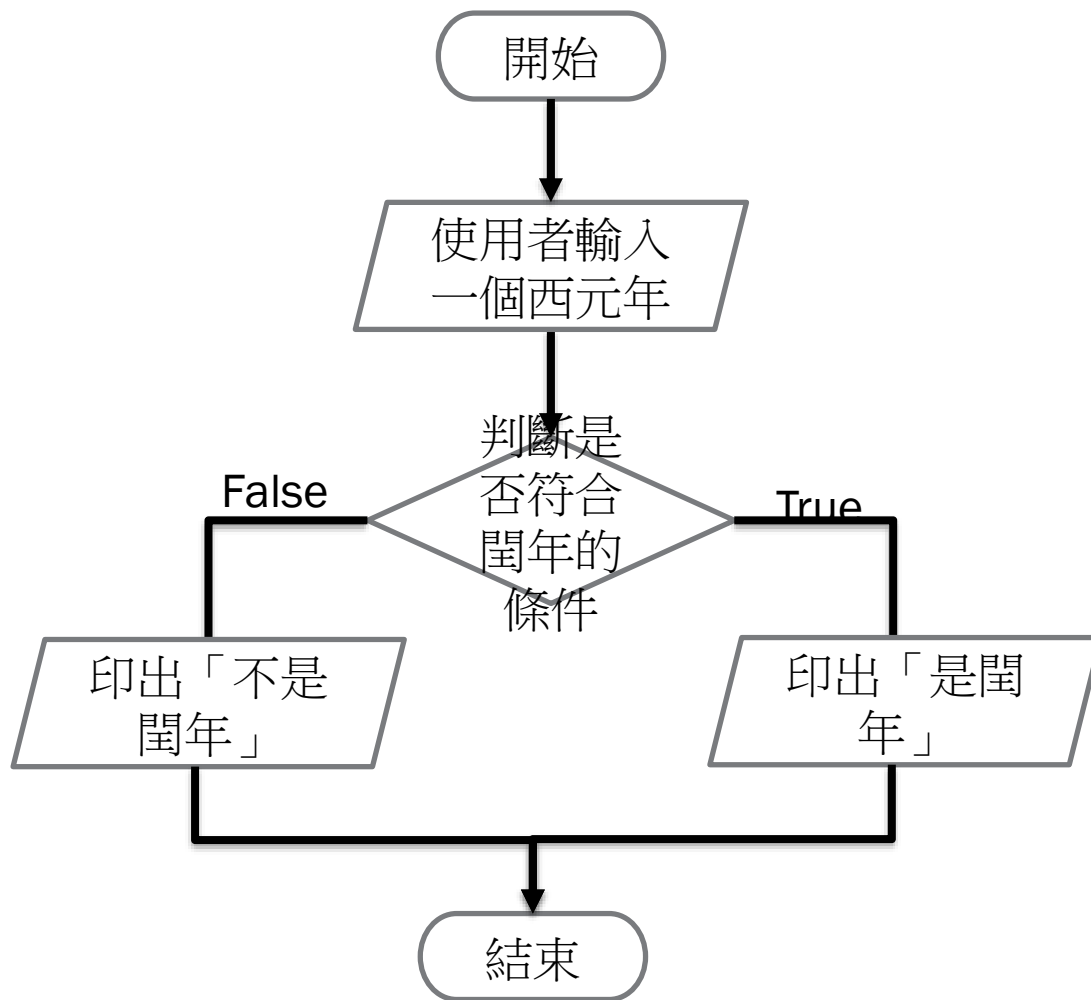 開始
使用者輸入
一個西元年
判斷是
否符合
閏年的
條件
False
True
印出「不是
閏年」
印出「是閏
年」
結束